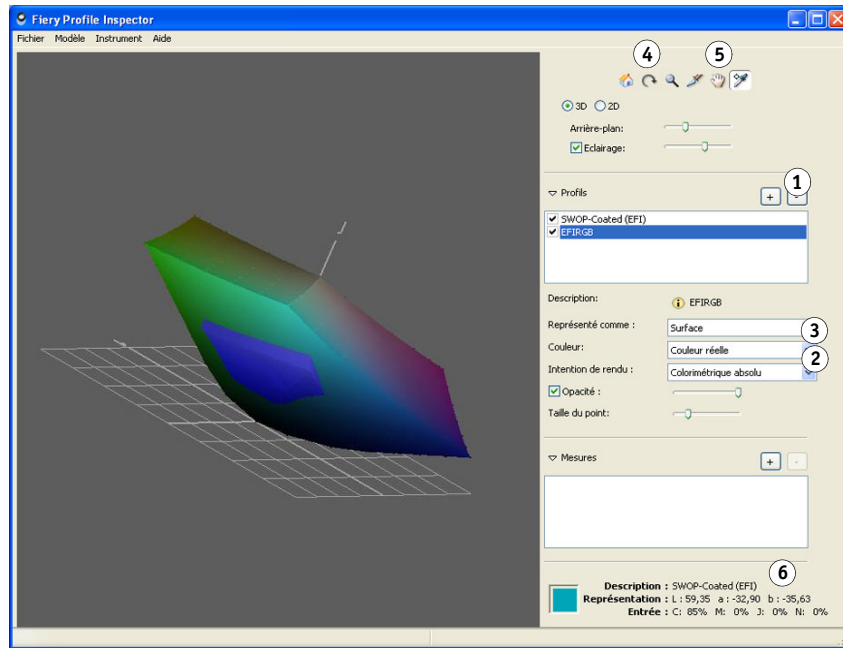 Fiery Profile Inspector
Fichier Modèle Instrument Aide
4 5
3D 2D
Arrière-plan:
Eclairage:
1
Profils + -
SWOP-Coated (EFI)
EFIRGB
Description: EFIRGB
Représenté comme : Surface 3
Couleur: Couleur réelle
2
Intention de rendu : Colorimétrique absolu
Opacité :
Taille du point:
Mesures + -
6
Description : SWOP-Coated (EFI)
Représentation : L : 59,35 a : -32,90 b : -35,63
Entrée : C: 85% M: 0% J: 0% N: 0%